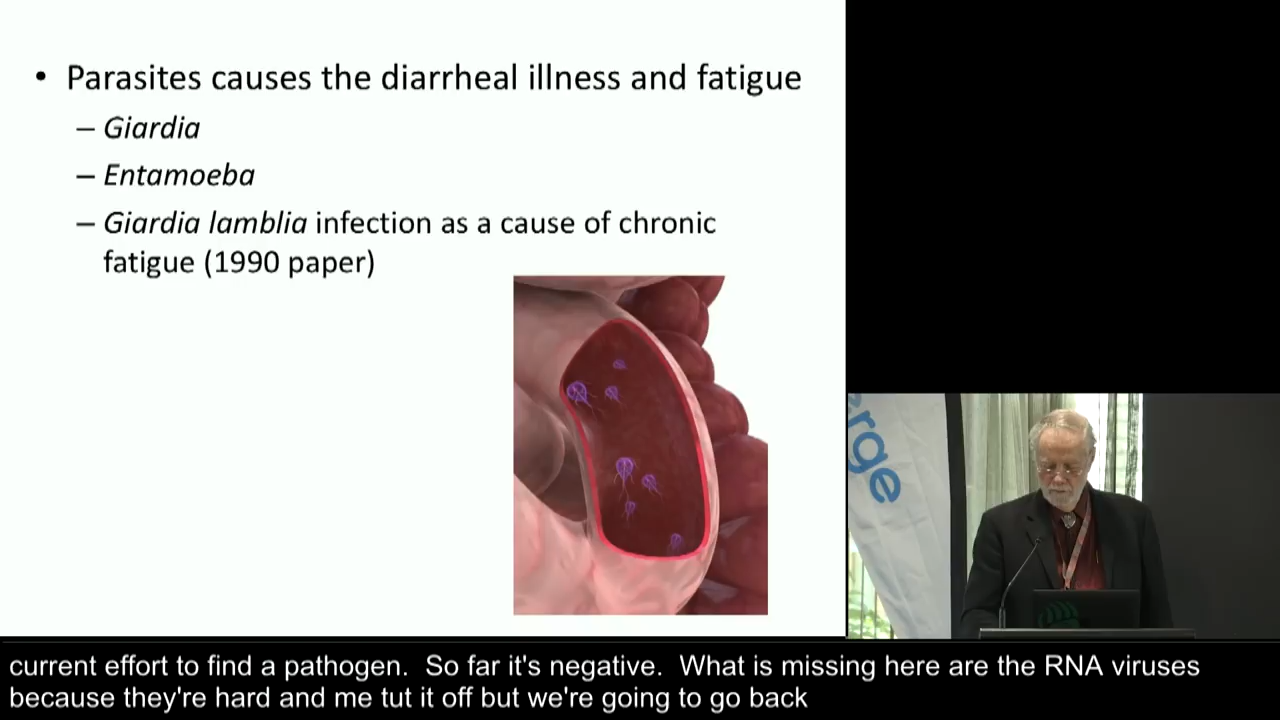 • Parasites causes the diarrheal illness and fatigue
– Giardia
– Entamoeba
– Giardia lamblia infection as a cause of chronic
fatigue (1990 paper)
erge
current effort to find a pathogen.  So far it's negative.  What is missing here are the RNA viruses
because they're hard and me tut it off but we're going to go back